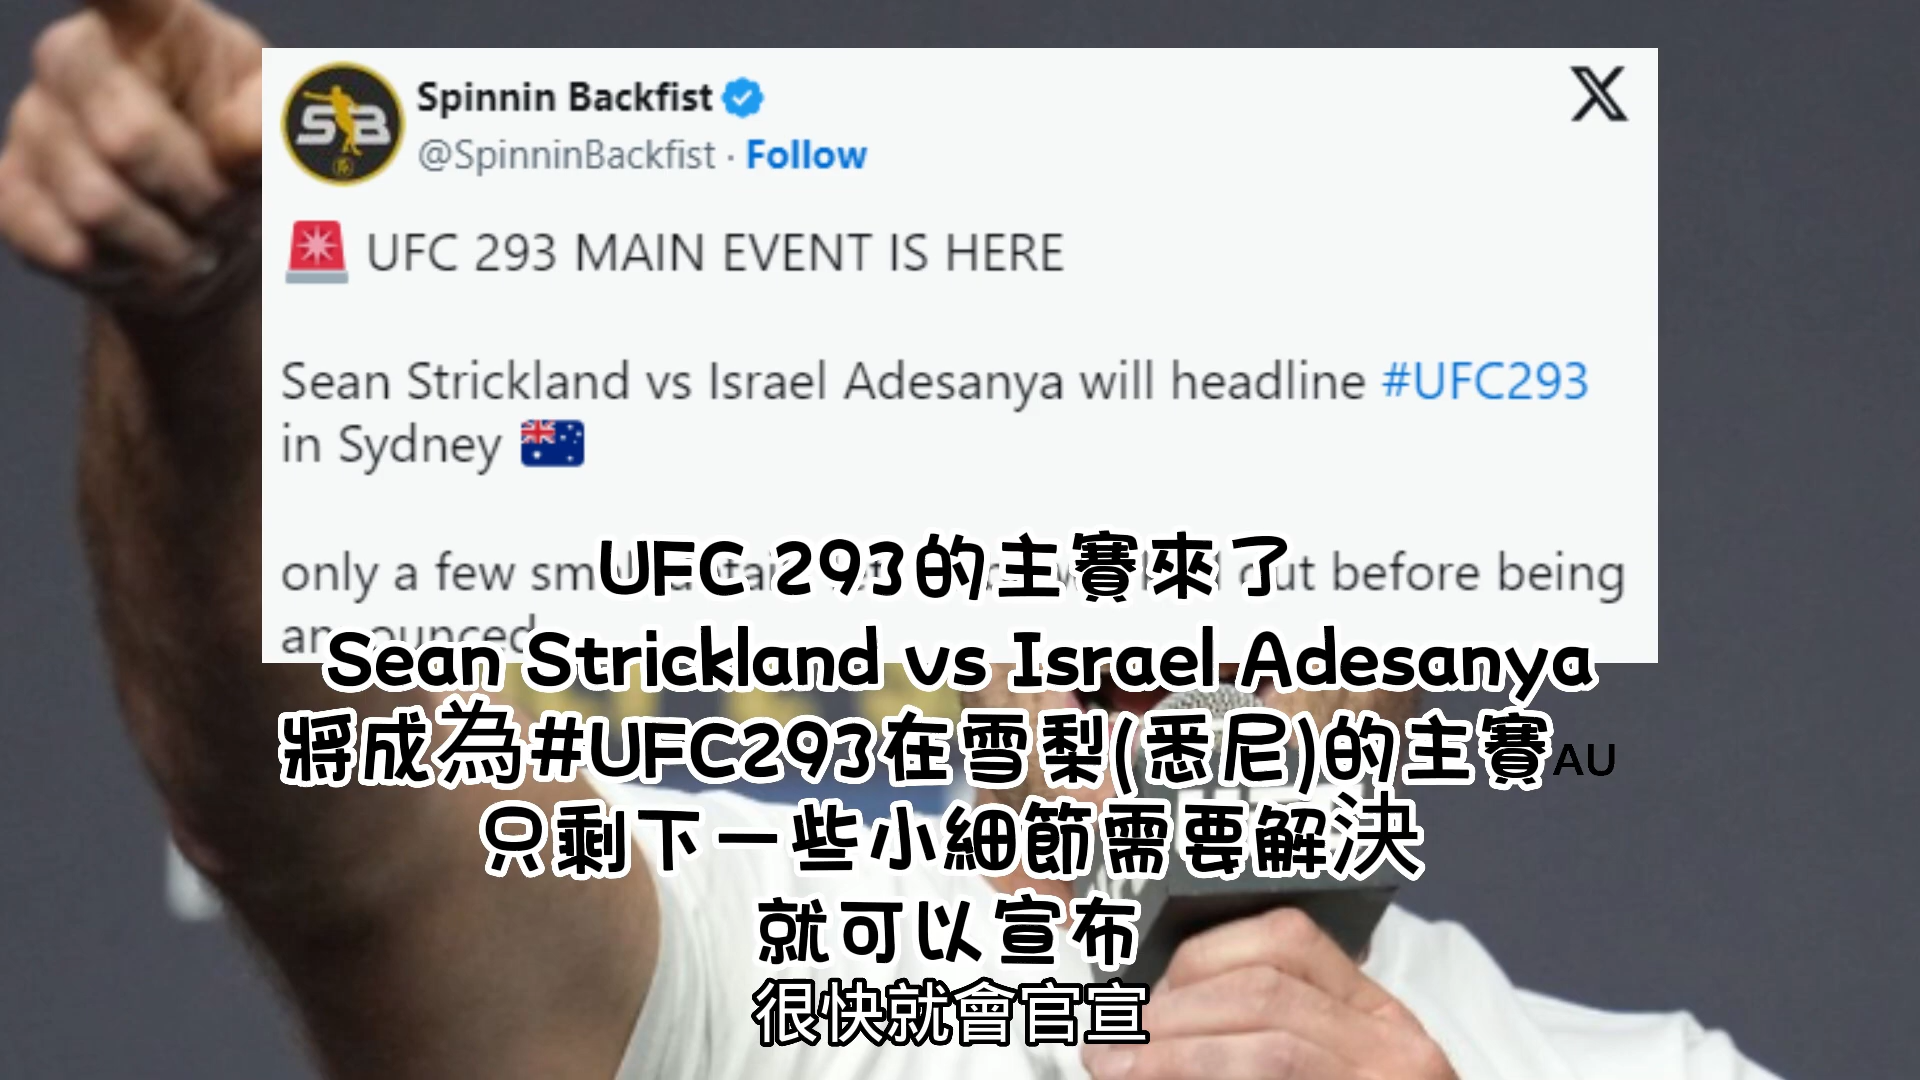 SB
Spinnin Backfist
X
@SpinninBackfist · Follow
🚨 UFC 293 MAIN EVENT IS HERE
Sean Strickland vs Israel Adesanya will headline #UFC293
in Sydney 🇦🇺
only a few out before being
announced
UFC 293的主賽來了
Sean Strickland vs Israel Adesanya
將成為#UFC293在雪梨(悉尼)的主賽AU
只剩下一些小細節需要解決
就可以宣布
很快就會官宣